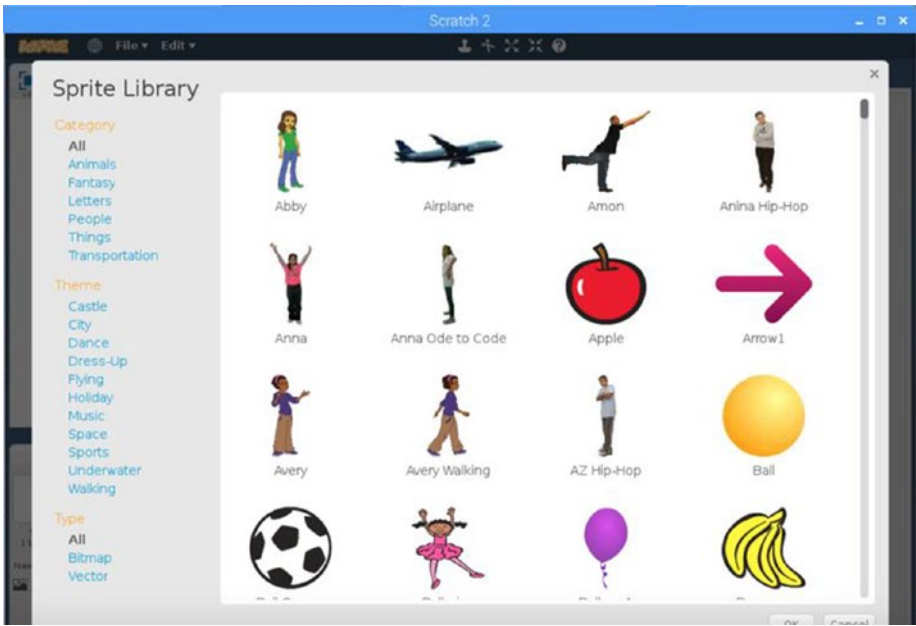 Scratch 2
File Edit
Sprite Library
Category
All
Animals
Fantasy
Letters
People
Things
Transportation
Theme
Castle
City
Dance
Dress-Up
Flying
Holiday
Music
Space
Sports
Underwater
Walking
Type
All
Bitmap
Vector
Abby Airplane Amon Anina Hip-Hop
Anna Anna Ode to Code Apple Arrow1
Avery Avery Walking AZ Hip-Hop Ball
OK Cancel